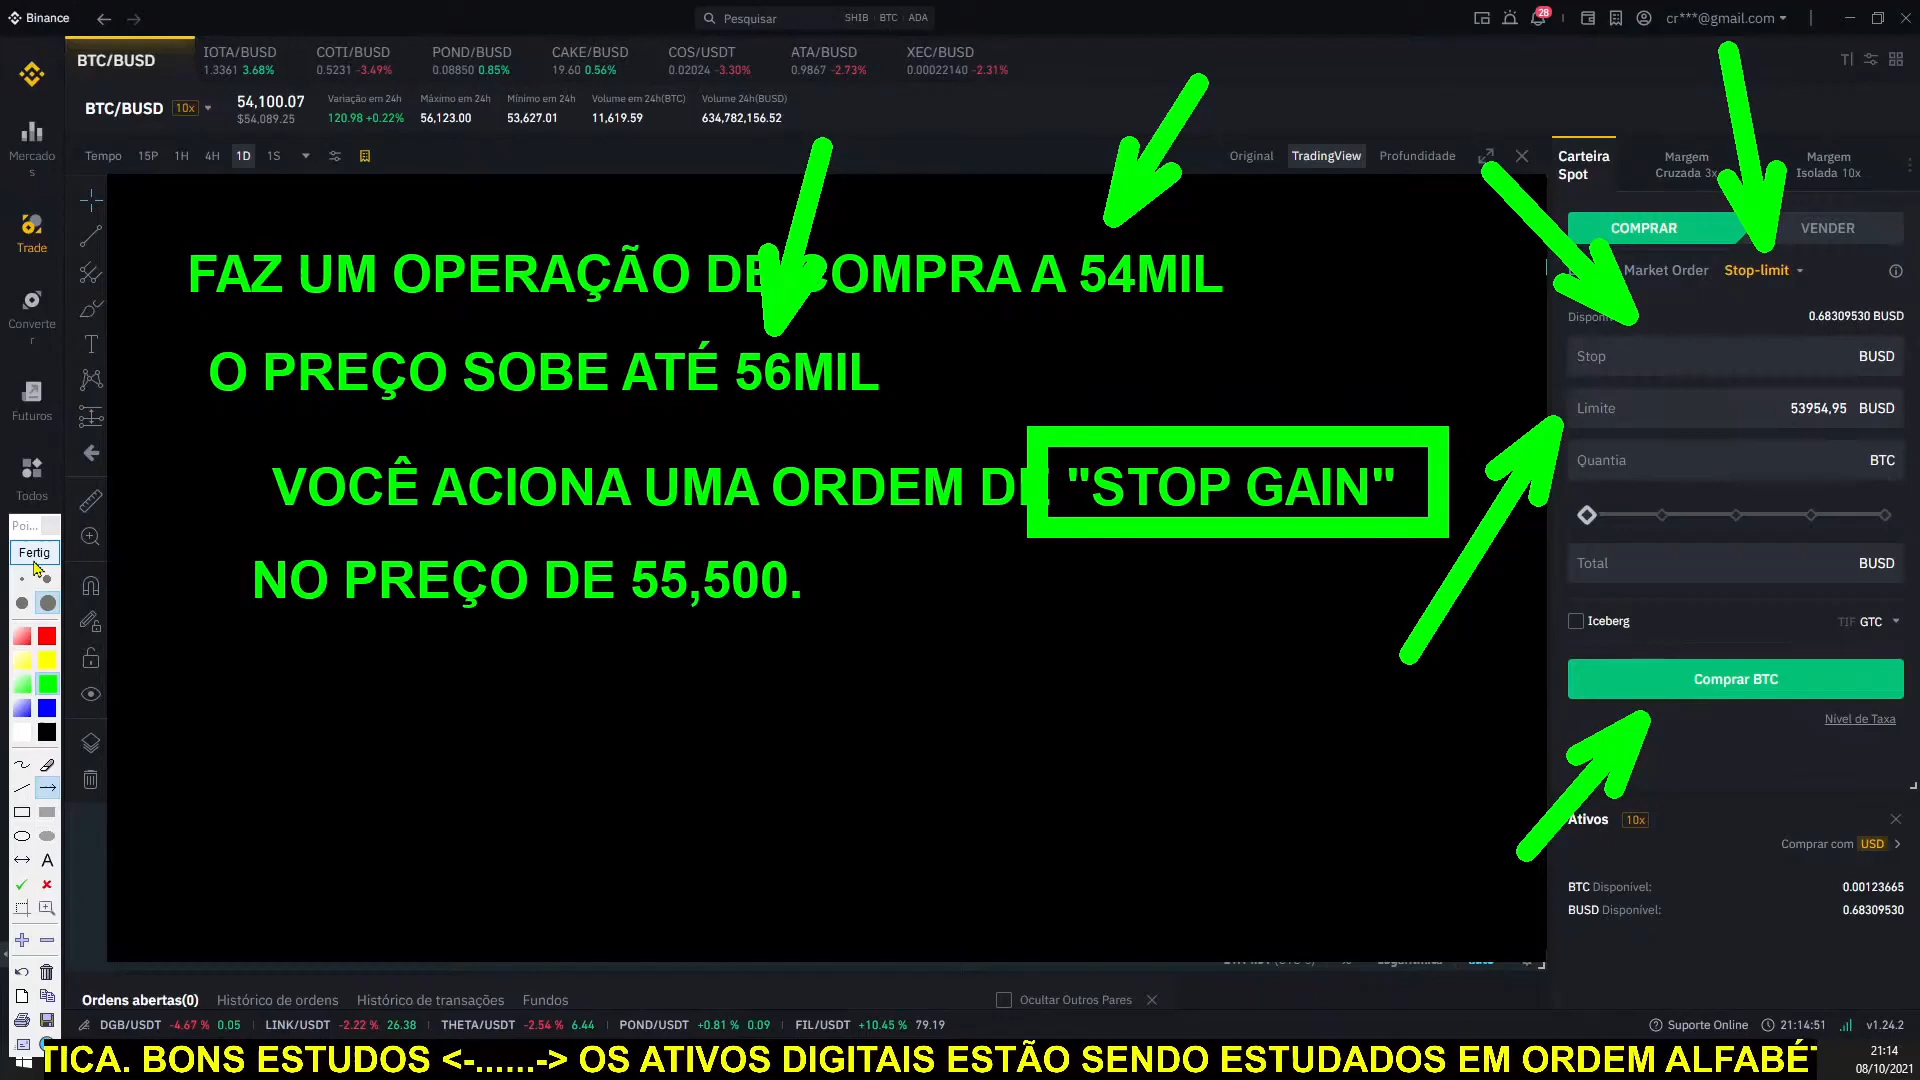 Binance
Pesquisar SHIB BTC ADA
28
cr***@gmail.com
BTC/BUSD
IOTA/BUSD COTI/BUSD POND/BUSD CAKE/BUSD COS/USDT ATA/BUSD XEC/BUSD
1.3361 3.68% 0.5231 -3.49% 0.08850 0.85% 19.60 0.56% 0.02024 -3.30% 0.9867 -2.73% 0.00022140 -2.31%
BTC/BUSD 10x
54,100.07
$54,089.25
Variação em 24h Máximo em 24h Mínimo em 24h Volume em 24h(BTC) Volume 24h(BUSD)
120.98 +0.22% 56,123.00 53,627.01 11,619.59 634,782,156.52
Mercado
s
Trade
Converte
r
Futuros
Todos
Tempo 15P 1H 4H 1D 1S
Original TradingView Profundidade
FAZ UM OPERAÇÃO DE COMPRA A 54MIL
O PREÇO SOBE ATÉ 56MIL
VOCÊ ACIONA UMA ORDEM DE "STOP GAIN"
NO PREÇO DE 55,500.
Carteira
Spot
Margem
Cruzada 3x
Margem
Isolada 10x
COMPRAR VENDER
Market Order Stop-limit
0.68309530 BUSD
Stop BUSD
Limite 53954,95 BUSD
Quantia BTC
Total BUSD
Iceberg TIF GTC
Comprar BTC
Nível de Taxa
Ativos 10x
Comprar com USD
BTC Disponível: 0.00123665
BUSD Disponível: 0.68309530
Poi...
Fertig
A
Ordens abertas(0) Histórico de ordens Histórico de transações Fundos
Ocultar Outros Pares
DGB/USDT -4.67 % 0.05 LINK/USDT -2.22 % 26.38 THETA/USDT -2.54 % 6.44 POND/USDT +0.81 % 0.09 FIL/USDT +10.45 % 79.19
Suporte Online 21:14:51 v1.24.2
TICA. BONS ESTUDOS <-......-> OS ATIVOS DIGITAIS ESTÃO SENDO ESTUDADOS EM ORDEM ALFABÉ
21:14
08/10/2021